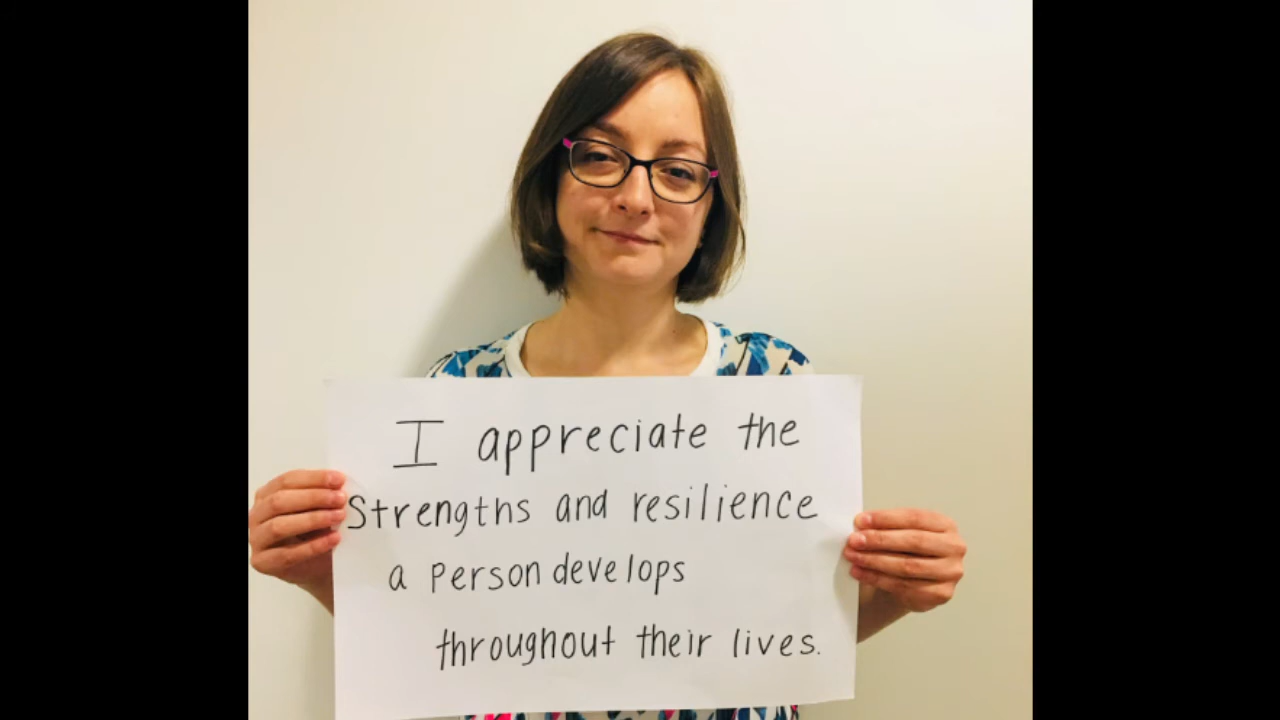 I appreciate the
Strengths and resilience
a person develops
throughout their lives.